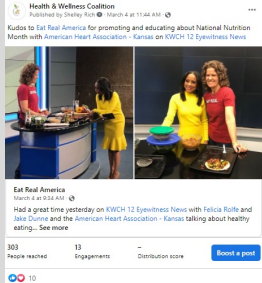 Health & Wellness Coalition
Published by Shelley Rich · March 4 at 11:44 AM ·
Kudos to Eat Real America for promoting and educating about National Nutrition
Month with American Heart Association - Kansas on KWCH 12 Eyewitness News
Eat Real America
March 4 at 9:34 AM ·
Had a great time yesterday on KWCH 12 Eyewitness News with Felicia Rolfe and
Jake Dunne and the American Heart Association - Kansas talking about healthy
eating... See more
303
13
–
People reached
Engagements
Distribution score
Boost a post
10